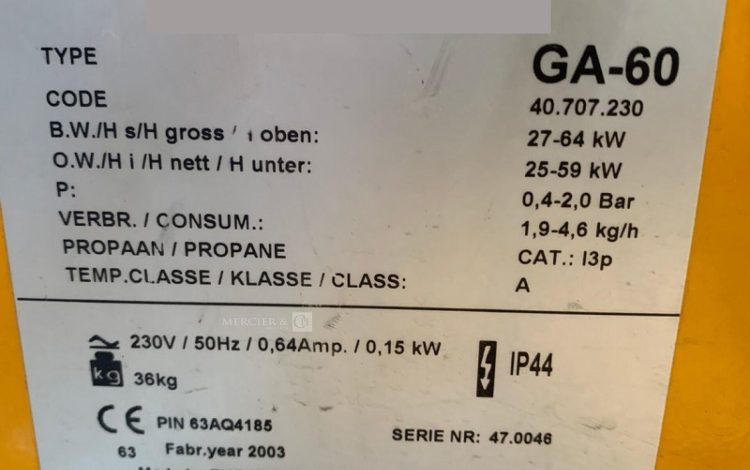 TYPE GA-60
CODE 40.707.230
B.W./H s/H gross / oben: 27-64 kW
O.W./H i /H nett / H unter: 25-59 kW
P: 0,4-2,0 Bar
VERBR. / CONSUM.: 1,9-4,6 kg/h
PROPAAN / PROPANE CAT.: I3p
TEMP.CLASSE / KLASSE / CLASS: A
MERCIER &
230V / 50Hz / 0,64Amp. / 0,15 kW IP44
kg 36kg
CE PIN 63AQ4185
63 Fabr.year 2003 SERIE NR: 47.0046